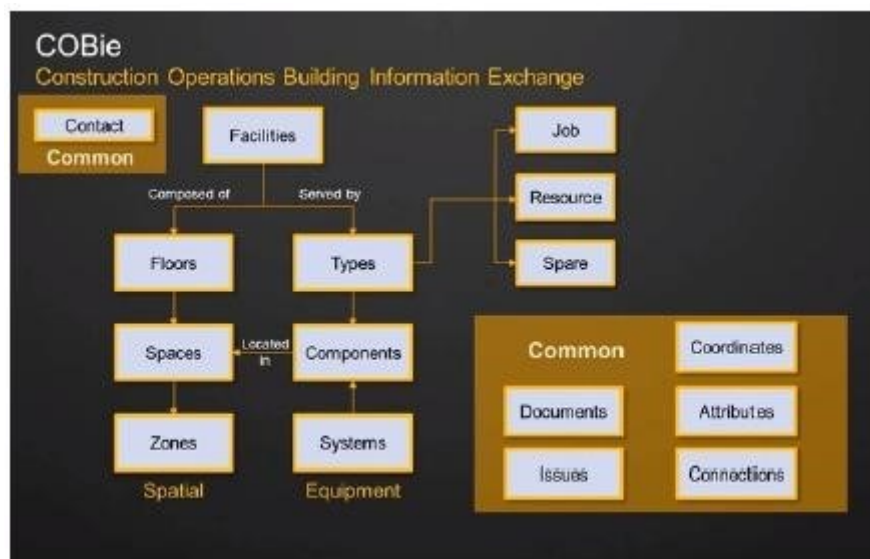 COBie
Construction Operations Building Information Exchange
Contact
Common
Facilities
Job
Composed of
Served by
Resource
Floors
Types
Spare
Spaces
Located
in
Components
Common
Coordinates
Zones
Systems
Documents
Attributes
Spatial
Equipment
Issues
Connections